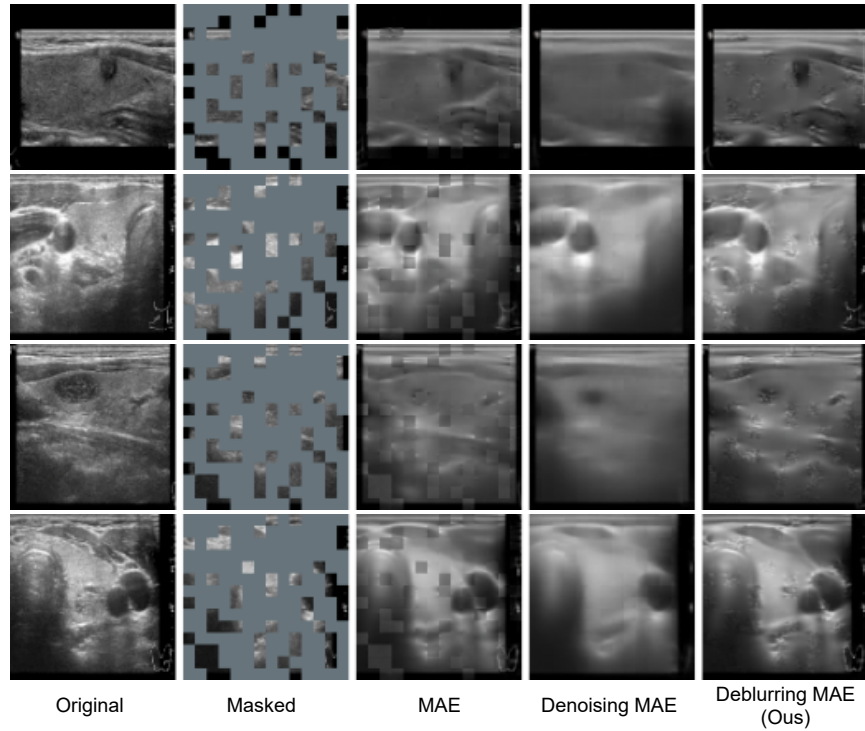 Original
Masked
MAE
Denoising MAE
Deblurring MAE
(Ous)